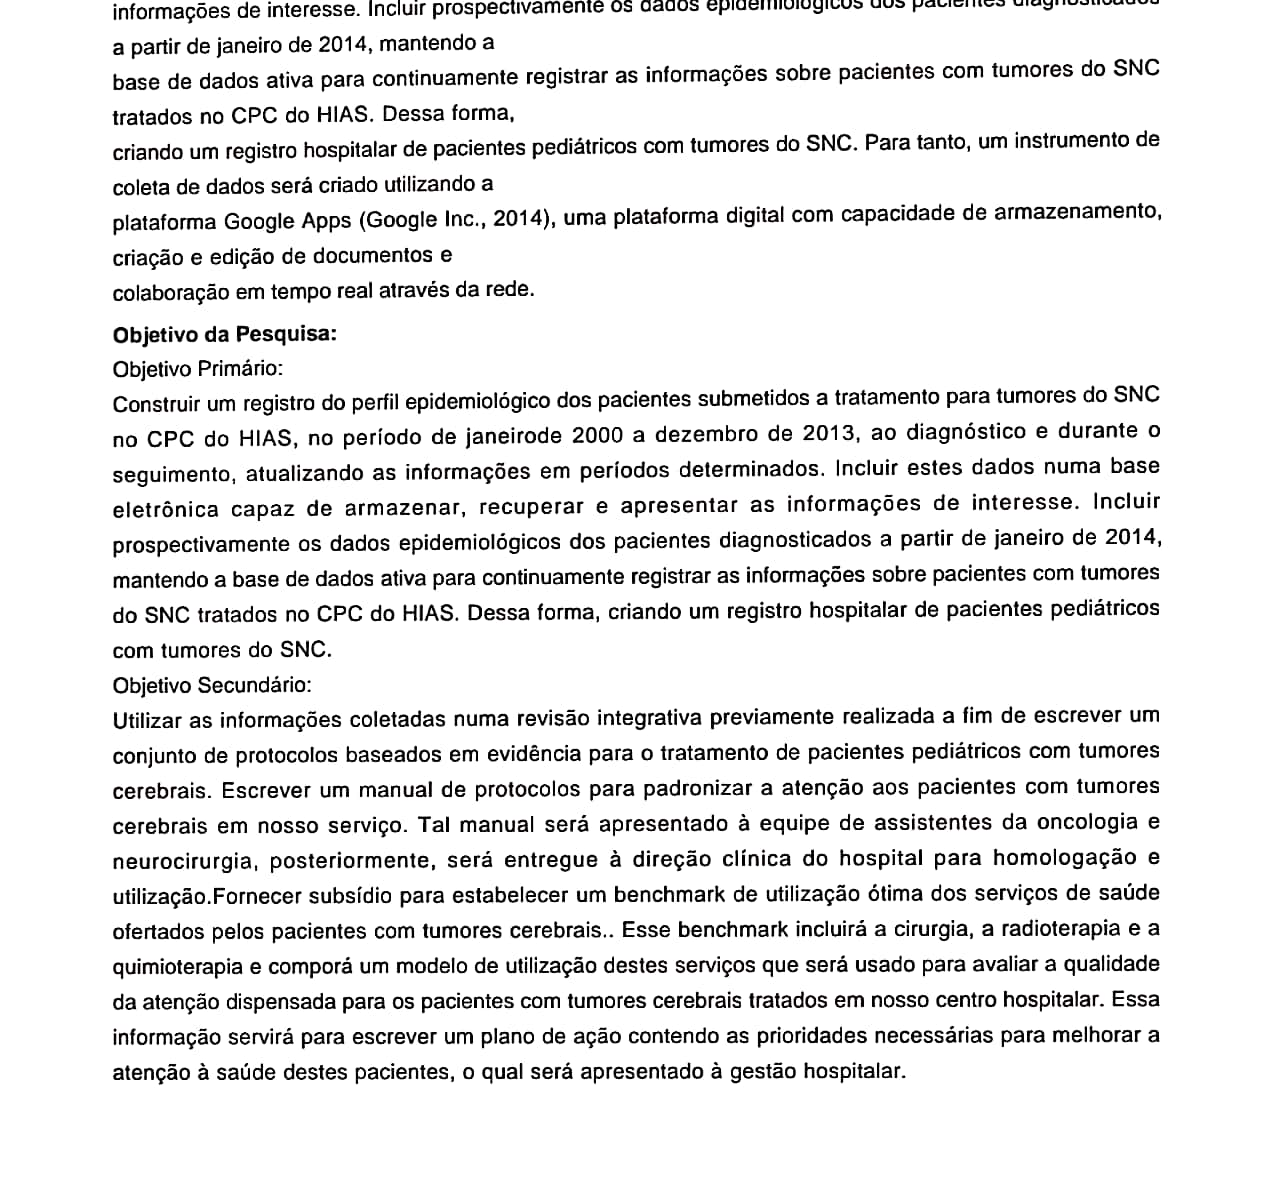 informações de interesse. Incluir prospectivamente os dados epidemiológicos dos pacientes diagnosticados
a partir de janeiro de 2014, mantendo a
base de dados ativa para continuamente registrar as informações sobre pacientes com tumores do SNC
tratados no CPC do HIAS. Dessa forma,
criando um registro hospitalar de pacientes pediátricos com tumores do SNC. Para tanto, um instrumento de
coleta de dados será criado utilizando a
plataforma Google Apps (Google Inc., 2014), uma plataforma digital com capacidade de armazenamento,
criação e edição de documentos e
colaboração em tempo real através da rede.
Objetivo da Pesquisa:
Objetivo Primário:
Construir um registro do perfil epidemiológico dos pacientes submetidos a tratamento para tumores do SNC
no CPC do HIAS, no período de janeirode 2000 a dezembro de 2013, ao diagnóstico e durante o
seguimento, atualizando as informações em períodos determinados. Incluir estes dados numa base
eletrônica capaz de armazenar, recuperar e apresentar as informações de interesse. Incluir
prospectivamente os dados epidemiológicos dos pacientes diagnosticados a partir de janeiro de 2014,
mantendo a base de dados ativa para continuamente registrar as informações sobre pacientes com tumores
do SNC tratados no CPC do HIAS. Dessa forma, criando um registro hospitalar de pacientes pediátricos
com tumores do SNC.
Objetivo Secundário:
Utilizar as informações coletadas numa revisão integrativa previamente realizada a fim de escrever um
conjunto de protocolos baseados em evidência para o tratamento de pacientes pediátricos com tumores
cerebrais. Escrever um manual de protocolos para padronizar a atenção aos pacientes com tumores
cerebrais em nosso serviço. Tal manual será apresentado à equipe de assistentes da oncologia e
neurocirurgia, posteriormente, será entregue à direção clínica do hospital para homologação e
utilização.Fornecer subsídio para estabelecer um benchmark de utilização ótima dos serviços de saúde
ofertados pelos pacientes com tumores cerebrais.. Esse benchmark incluirá a cirurgia, a radioterapia e a
quimioterapia e comporá um modelo de utilização destes serviços que será usado para avaliar a qualidade
da atenção dispensada para os pacientes com tumores cerebrais tratados em nosso centro hospitalar. Essa
informação servirá para escrever um plano de ação contendo as prioridades necessárias para melhorar a
atenção à saúde destes pacientes, o qual será apresentado à gestão hospitalar.